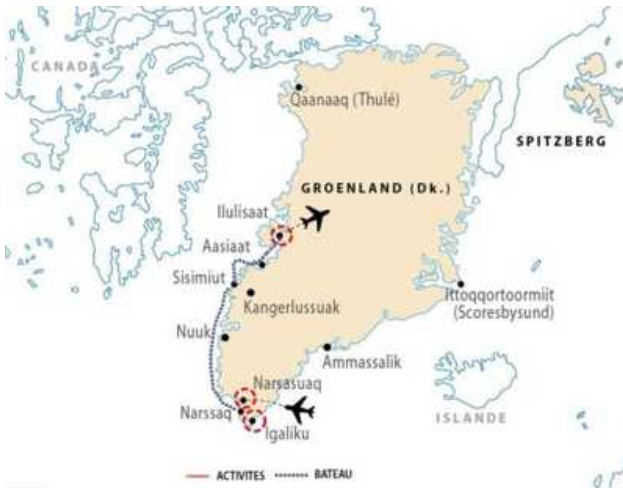 CANADA
Qaanaaq (Thulé)
SPITZBERG
GROENLAND (Dk.)
Ilulisaat
Aasiaat
Sisimiut
Kangerlussuak
Ittoqqortoormiit
(Scoresbysund)
Nuuk
Ammassalik
Narsasuaq
Narssaq
Igaliku
ISLANDE
ACTIVITES
BATEAU